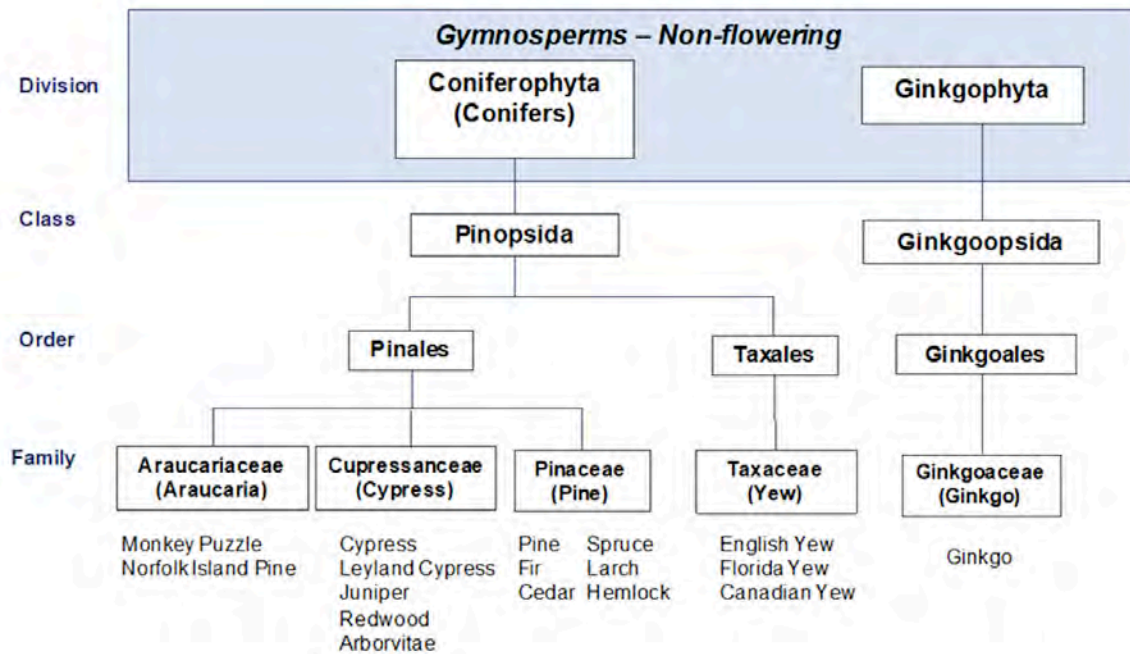 Gymnosperms – Non-flowering
Division
Coniferophyta
(Conifers)
Ginkgophyta
Class
Pinopsida
Ginkgoopsida
Order
Pinales
Taxales
Ginkgoales
Family
Araucariaceae
(Araucaria)
Cupressanceae
(Cypress)
Pinaceae
(Pine)
Taxaceae
(Yew)
Ginkgoaceae
(Ginkgo)
Monkey Puzzle
Norfolk Island Pine
Cypress
Leyland Cypress
Juniper
Redwood
Arborvitae
Pine
Fir
Cedar
Spruce
Larch
Hemlock
English Yew
Florida Yew
Canadian Yew
Ginkgo